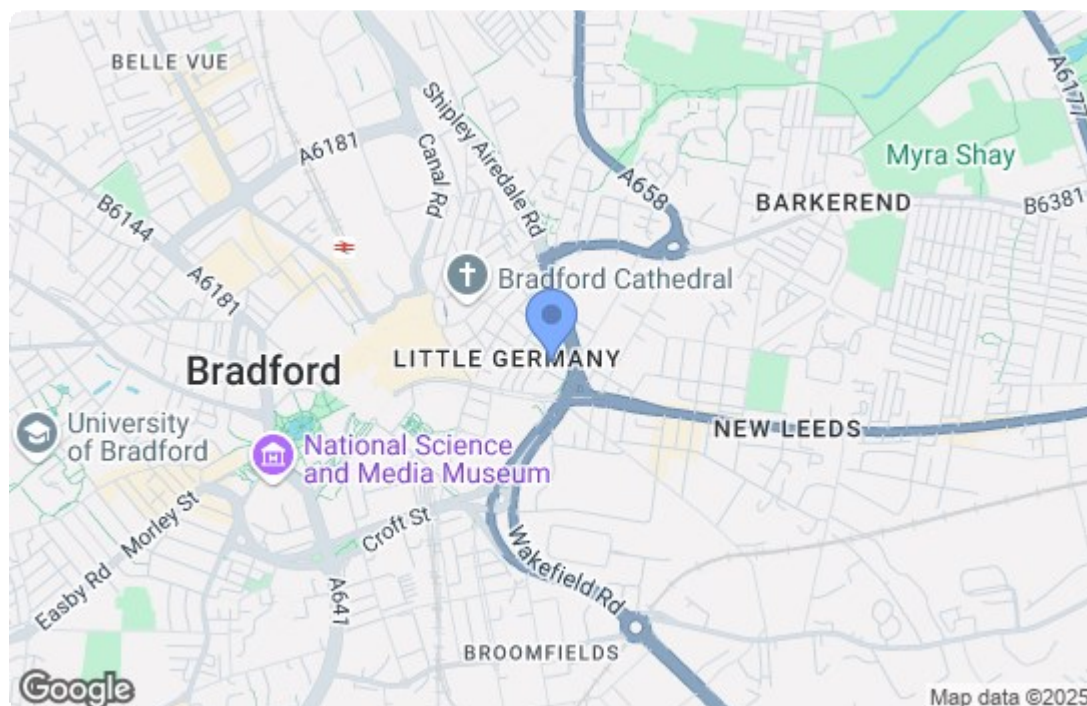 BELLE VUE
A6177
Shipley Airedale Rd
A6181
Canal Rd
A658
Myra Shay
BARKEREND
B6381
B6144
A6181
Bradford Cathedral
Bradford
LITTLE GERMANY
University
of Bradford
NEW LEEDS
National Science
and Media Museum
Morley St
Croft St
Easby Rd
A641
Wakefield Rd
BROOMFIELDS
Google
Map data ©2025